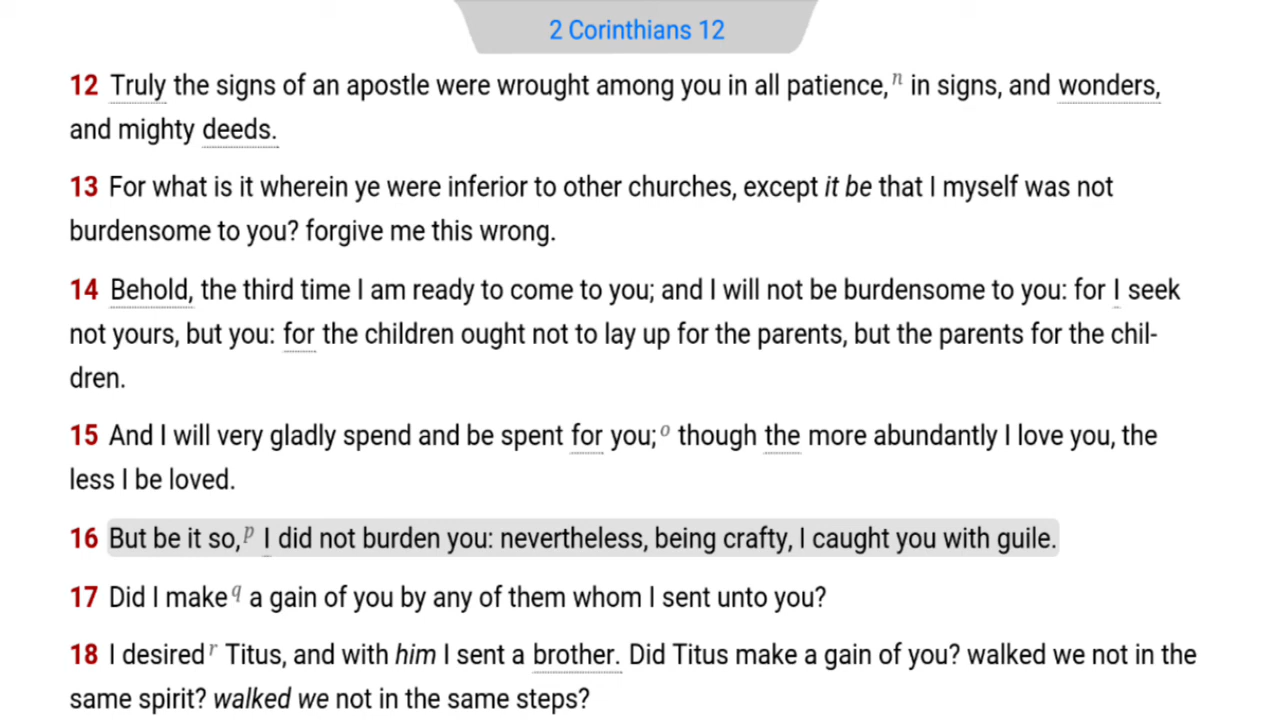 2 Corinthians 12
12 Truly the signs of an apostle were wrought among you in all patience, n in signs, and wonders,
and mighty deeds.
13 For what is it wherein ye were inferior to other churches, except it be that I myself was not
burdensome to you? forgive me this wrong.
14 Behold, the third time I am ready to come to you; and I will not be burdensome to you: for I seek
not yours, but you: for the children ought not to lay up for the parents, but the parents for the chil-
dren.
15 And I will very gladly spend and be spent for you; o though the more abundantly I love you, the
less I be loved.
16 But be it so, p I did not burden you: nevertheless, being crafty, I caught you with guile.
17 Did I make q a gain of you by any of them whom I sent unto you?
18 I desired r Titus, and with him I sent a brother. Did Titus make a gain of you? walked we not in the
same spirit? walked we not in the same steps?